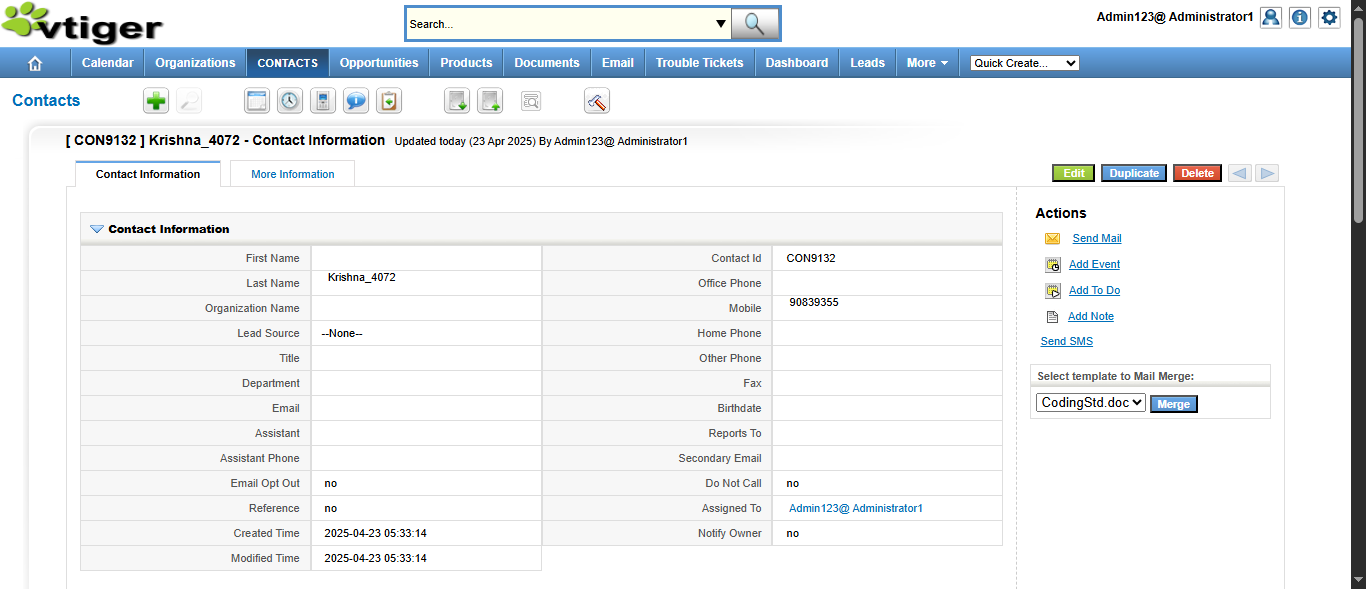 vtiger
Search...
Admin123@ Administrator1
Calendar Organizations CONTACTS Opportunities Products Documents Email Trouble Tickets Dashboard Leads More Quick Create...
Contacts
[ CON9132 ] Krishna_4072 - Contact Information Updated today (23 Apr 2025) By Admin123@ Administrator1
Contact Information More Information
Edit Duplicate Delete
Contact Information
First Name Contact Id CON9132
Last Name Krishna_4072 Office Phone
Organization Name Mobile 90839355
Lead Source --None-- Home Phone
Title Other Phone
Department Fax
Email Birthdate
Assistant Reports To
Assistant Phone Secondary Email
Email Opt Out no Do Not Call no
Reference no Assigned To Admin123@ Administrator1
Created Time 2025-04-23 05:33:14 Notify Owner no
Modified Time 2025-04-23 05:33:14
Actions
Send Mail
Add Event
Add To Do
Add Note
Send SMS
Select template to Mail Merge:
CodingStd.doc Merge